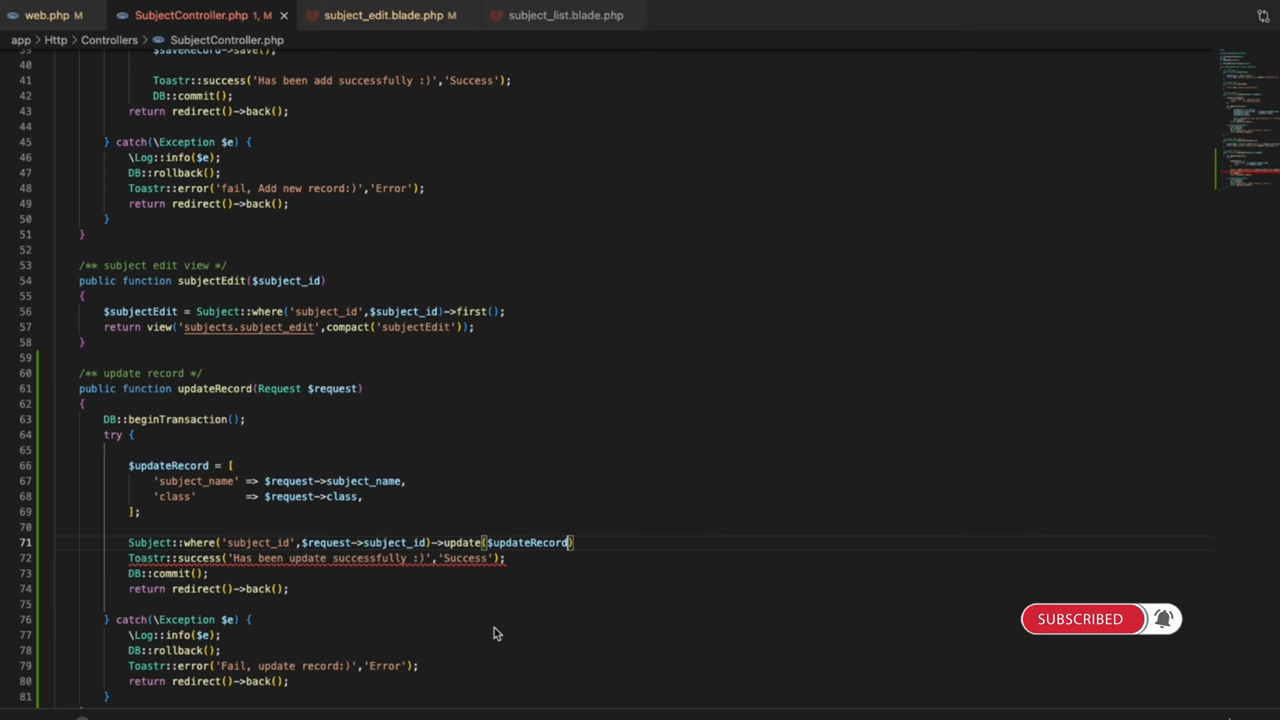 web.php M SubjectController.php 1, M × subject_edit.blade.php M subject_list.blade.php
app > Http > Controllers > SubjectController.php
39 $saveRecord->save();
40
41 Toastr::success('Has been add successfully :)','Success');
42 DB::commit();
43 return redirect()->back();
44
45 } catch(\Exception $e) {
46 \Log::info($e);
47 DB::rollback();
48 Toastr::error('fail, Add new record:)','Error');
49 return redirect()->back();
50 }
51 }
52
53 /** subject edit view */
54 public function subjectEdit($subject_id)
55 {
56 $subjectEdit = Subject::where('subject_id',$subject_id)->first();
57 return view('subjects.subject_edit',compact('subjectEdit'));
58 }
59
60 /** update record */
61 public function updateRecord(Request $request)
62 {
63 DB::beginTransaction();
64 try {
65
66 $updateRecord = [
67 'subject_name' => $request->subject_name,
68 'class' => $request->class,
69 ];
70
71 Subject::where('subject_id',$request->subject_id)->update($updateRecord)
72 Toastr::success('Has been update successfully :)','Success');
73 DB::commit();
74 return redirect()->back();
75
76 } catch(\Exception $e) {
77 \Log::info($e);
78 DB::rollback();
79 Toastr::error('Fail, update record:)','Error');
80 return redirect()->back();
81 }
SUBSCRIBED